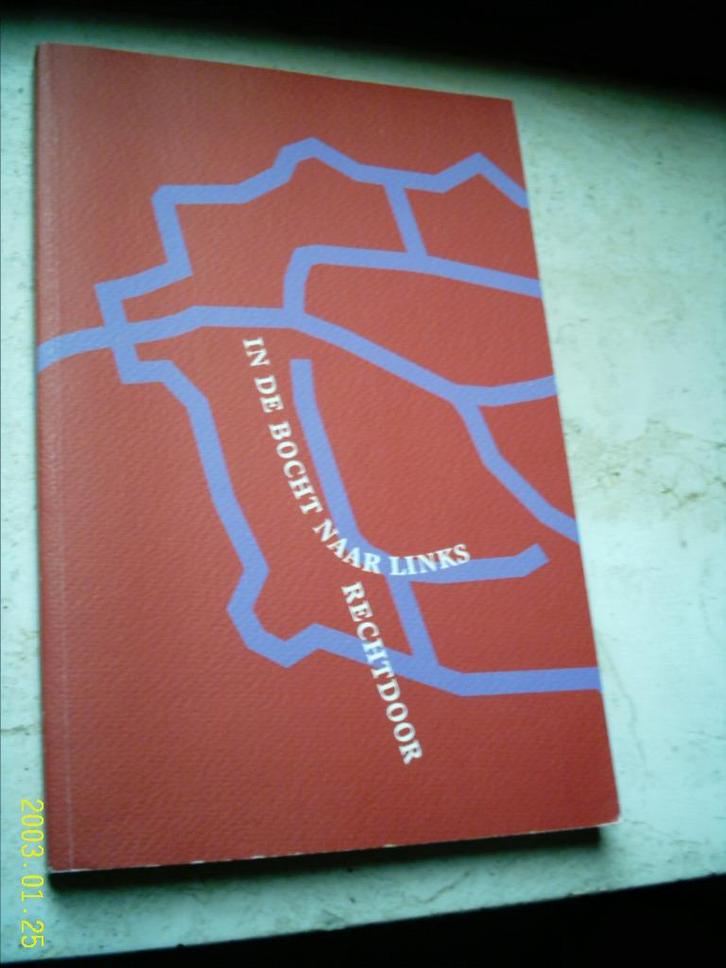 IN DE BOCHT NAAR LINKS
RECHTDOOR
2003.01.25